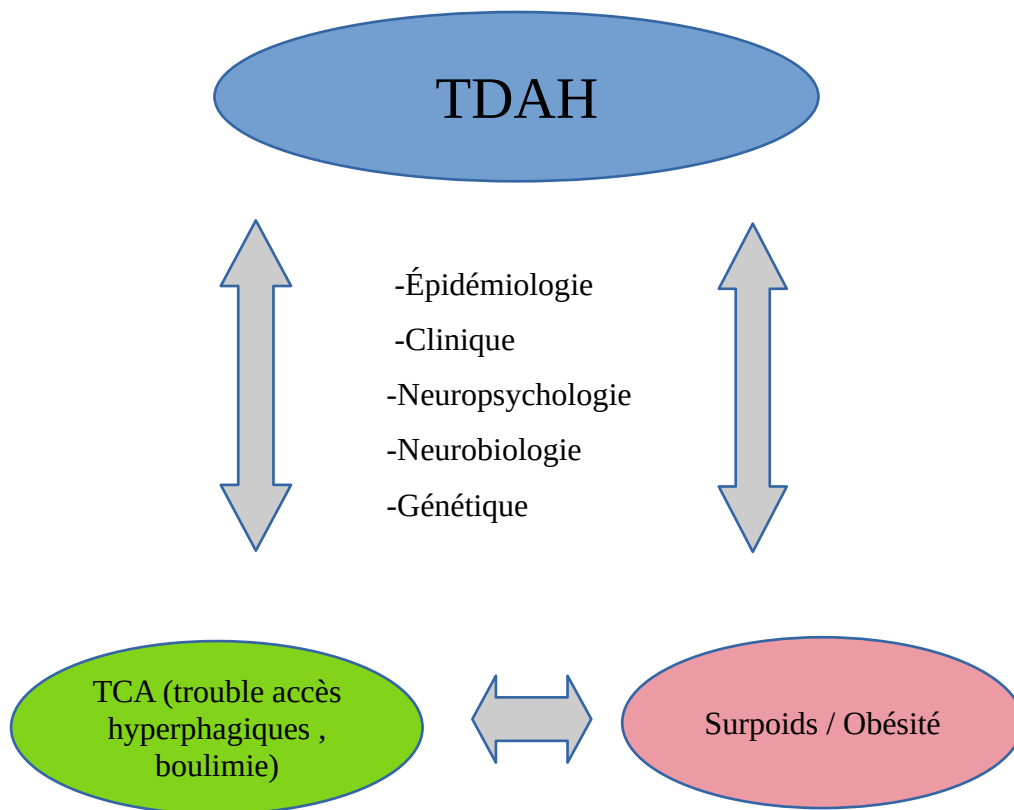 TDAH
-Épidémiologie
-Clinique
-Neuropsychologie
-Neurobiologie
-Génétique
TCA (trouble accès
hyperphagiques ,
boulimie)
Surpoids / Obésité